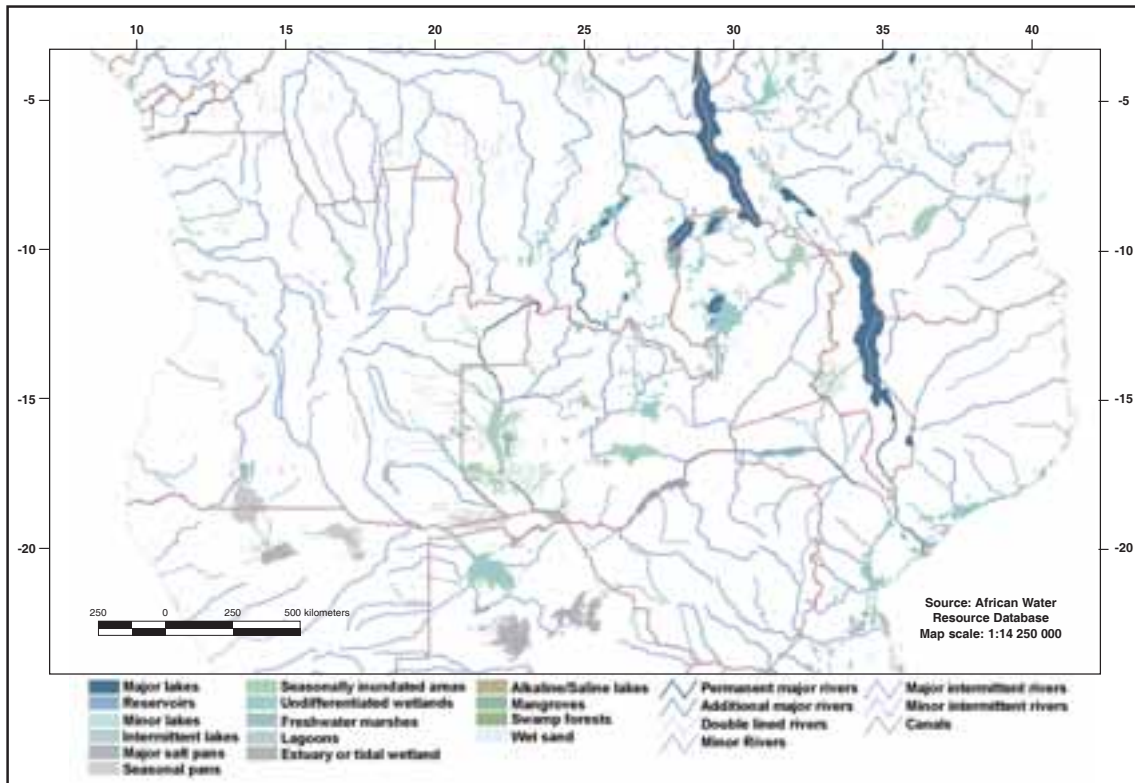 10 15 20 25 30 35 40
-5 -5
-10 -10
-15 -15
-20 -20
250 0 250 500 kilometers
Source: African Water
Resource Database
Map scale: 1:14 250 000
Major lakes
Reservoirs
Minor lakes
Intermittent lakes
Major salt pans
Seasonal pans
Seasonally inundated areas
Undifferentiated wetlands
Freshwater marshes
Lagoons
Estuary or tidal wetland
Alkaline/Saline lakes
Mangroves
Swamp forests
Wet sand
Permanent major rivers
Additional major rivers
Double lined rivers
Minor Rivers
Major intermittent rivers
Minor intermittent rivers
Canals